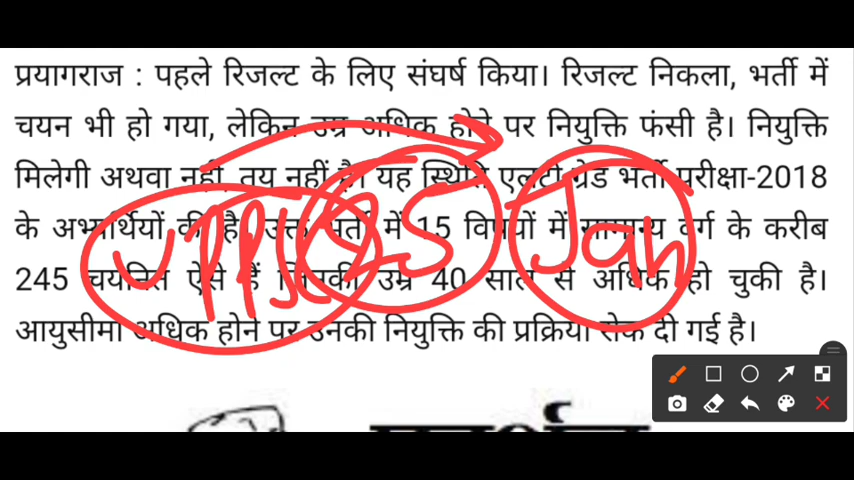 प्रयागराज : पहले रिजल्ट के लिए संघर्ष किया। रिजल्ट निकला, भर्ती में
चयन भी हो गया, लेकिन उम्र अधिक होने पर नियुक्ति फंसी है। नियुक्ति
मिलेगी अथवा नहीं, तय नहीं है। यह स्थिति एलटी ग्रेड भर्ती परीक्षा-2018
के अभ्यर्थियों की है। उक्त भर्ती में 15 विषयों में सामान्य वर्ग के करीब
245 चयनित ऐसे हैं जिनकी उम्र 40 साल से अधिक हो चुकी है।
आयुसीमा अधिक होने पर उनकी नियुक्ति की प्रक्रिया रोक दी गई है।
UPPSC 25 Jan